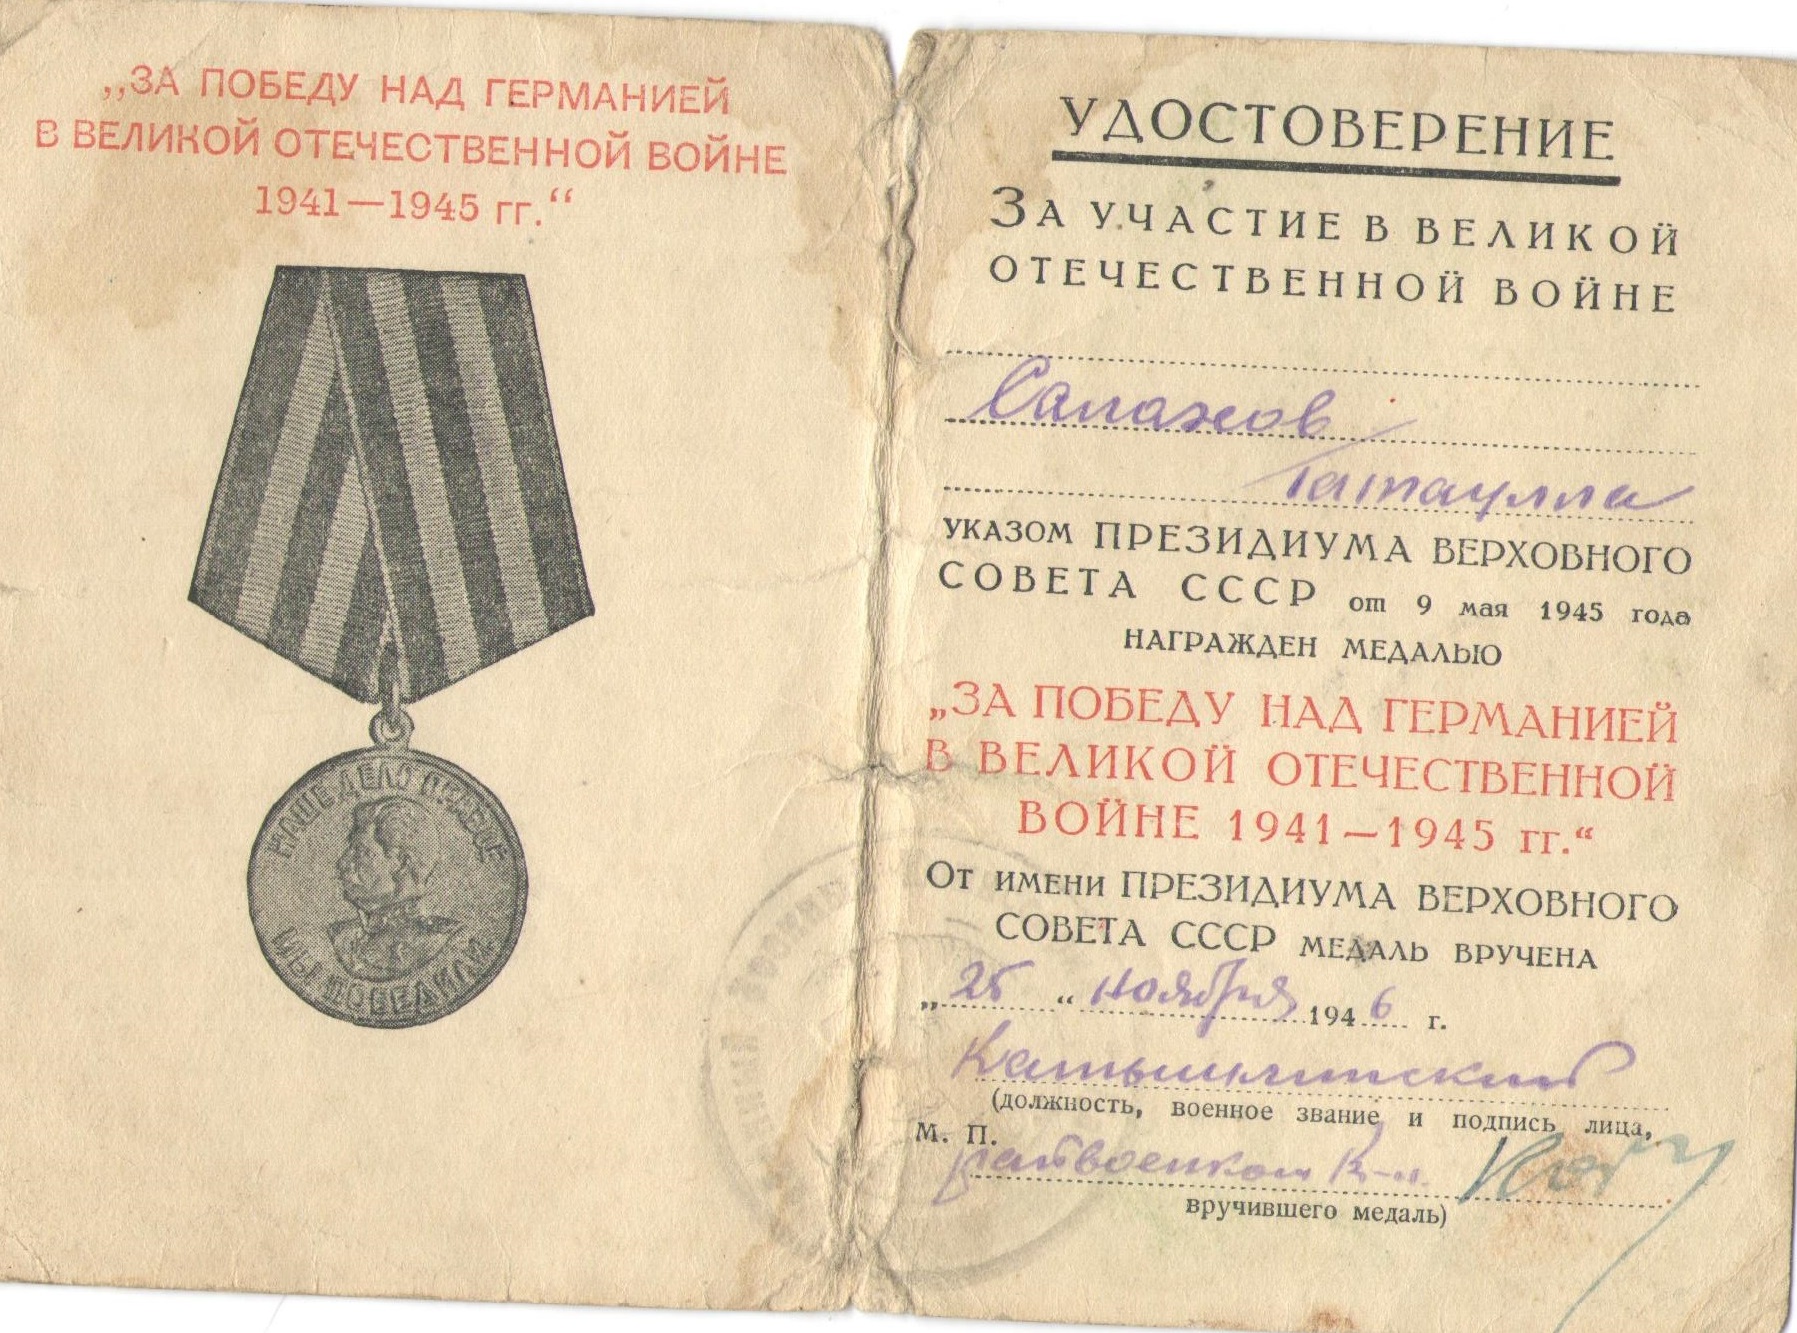 „ЗА ПОБЕДУ НАД ГЕРМАНИЕЙ
В ВЕЛИКОЙ ОТЕЧЕСТВЕННОЙ ВОЙНЕ
1941—1945 гг.“
НАШЕ ДЕЛО ПРАВОЕ
МЫ ПОБЕДИЛИ
УДОСТОВЕРЕНИЕ
ЗА УЧАСТИЕ В ВЕЛИКОЙ
ОТЕЧЕСТВЕННОЙ ВОЙНЕ
Салахов
Гатаулла
УКАЗОМ ПРЕЗИДИУМА ВЕРХОВНОГО
СОВЕТА СССР от 9 мая 1945 года
НАГРАЖДЕН МЕДАЛЬЮ
„ЗА ПОБЕДУ НАД ГЕРМАНИЕЙ
В ВЕЛИКОЙ ОТЕЧЕСТВЕННОЙ
ВОЙНЕ 1941—1945 гг.“
ОТ ИМЕНИ ПРЕЗИДИУМА ВЕРХОВНОГО
СОВЕТА СССР МЕДАЛЬ ВРУЧЕНА
„25“ ноября 1946 г.
(должность, военное звание и подпись лица,
М. П.
райвоенком к-н
вручившего медаль)